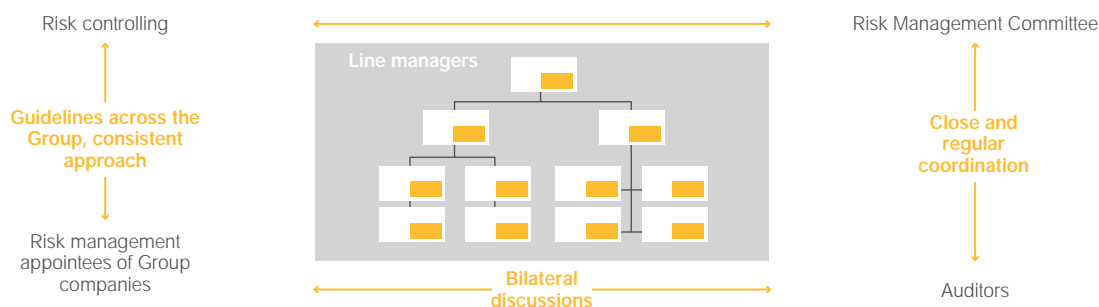 Risk controlling
Guidelines across the
Group, consistent
approach
Risk management
appointees of Group
companies
Line managers
Bilateral
discussions
Risk Management Committee
Close and
regular
coordination
Auditors